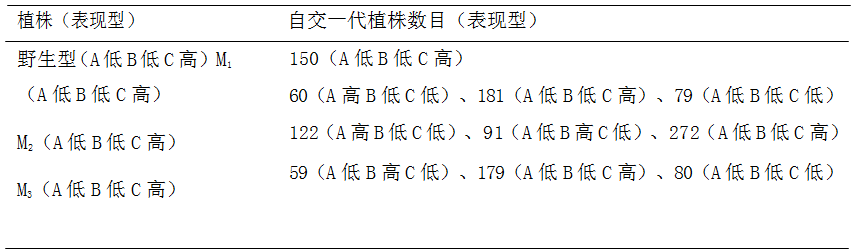 植株（表现型） 自交一代植株数目（表现型）
野生型（A低B低C高）M₁ 150（A低B低C高）
（A低B低C高） 60（A高B低C低）、181（A低B低C高）、79（A低B低C低）
M₂（A低B低C高） 122（A高B低C低）、91（A低B高C低）、272（A低B低C高）
M₃（A低B低C高） 59（A低B高C低）、179（A低B低C高）、80（A低B低C低）